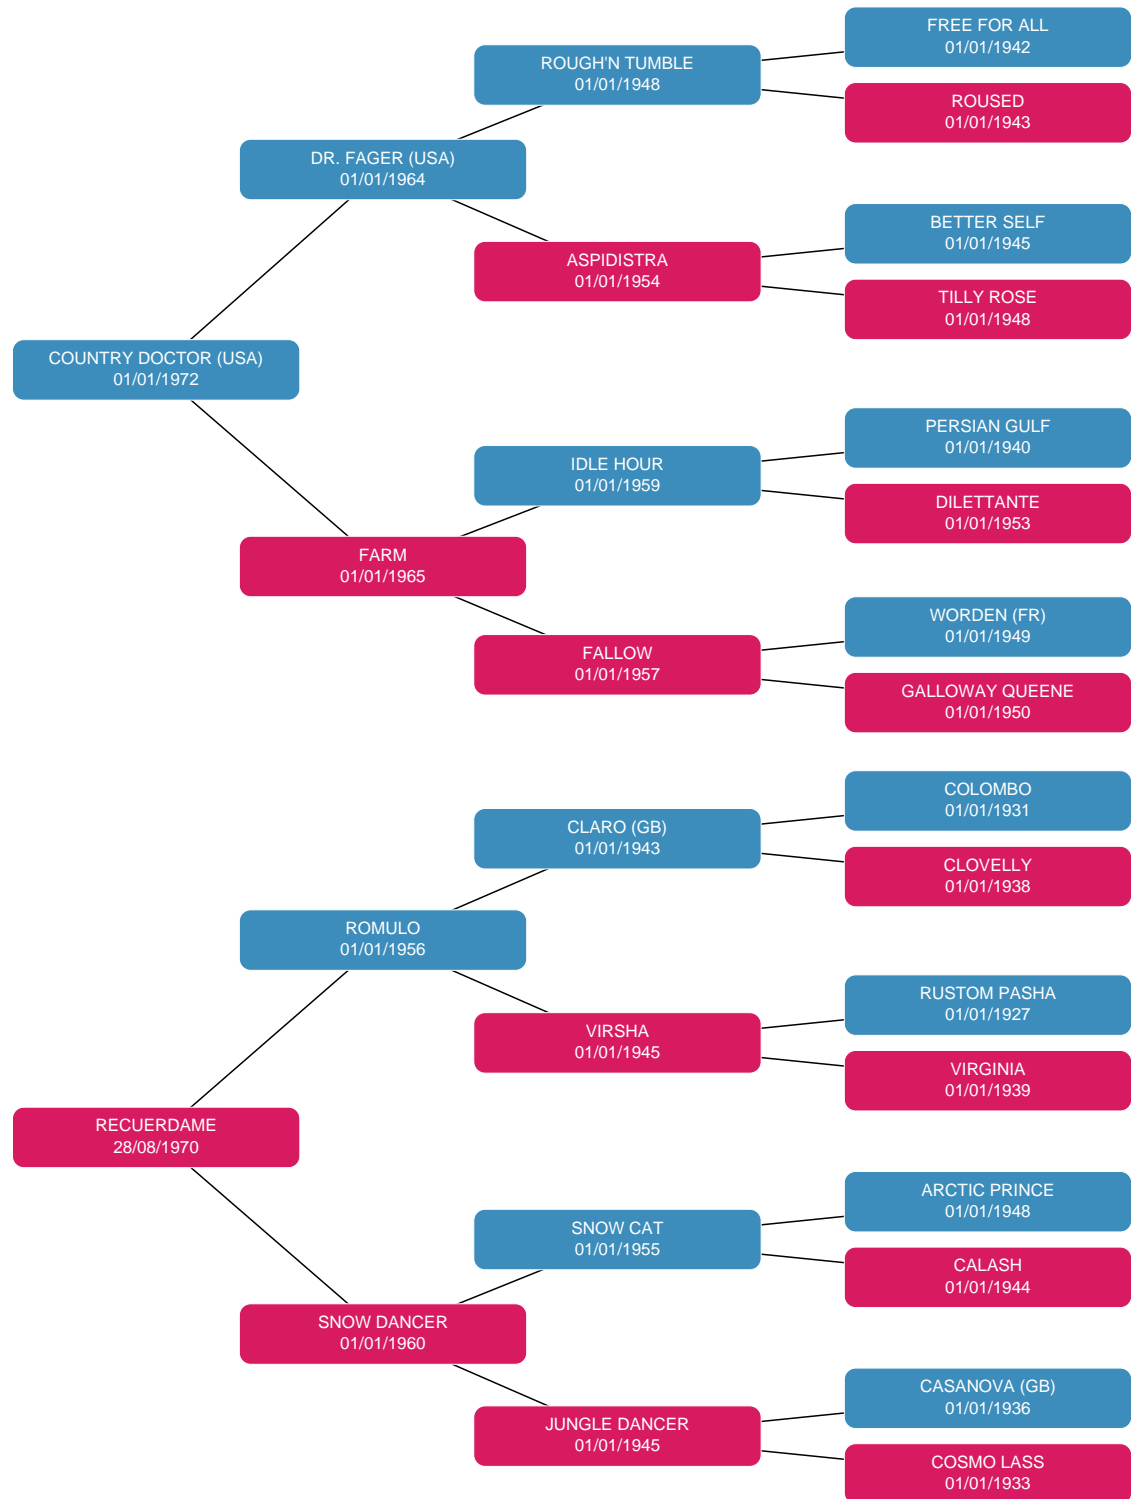 FREE FOR ALL
01/01/1942
ROUGH'N TUMBLE
01/01/1948
ROUSED
01/01/1943
DR. FAGER (USA)
01/01/1964
BETTER SELF
01/01/1945
ASPIDISTRA
01/01/1954
TILLY ROSE
01/01/1948
COUNTRY DOCTOR (USA)
01/01/1972
PERSIAN GULF
01/01/1940
IDLE HOUR
01/01/1959
DILETTANTE
01/01/1953
FARM
01/01/1965
WORDEN (FR)
01/01/1949
FALLOW
01/01/1957
GALLOWAY QUEENE
01/01/1950
COLOMBO
01/01/1931
CLARO (GB)
01/01/1943
CLOVELLY
01/01/1938
ROMULO
01/01/1956
RUSTOM PASHA
01/01/1927
VIRSHA
01/01/1945
VIRGINIA
01/01/1939
RECUERDAME
28/08/1970
ARCTIC PRINCE
01/01/1948
SNOW CAT
01/01/1955
CALASH
01/01/1944
SNOW DANCER
01/01/1960
CASANOVA (GB)
01/01/1936
JUNGLE DANCER
01/01/1945
COSMO LASS
01/01/1933